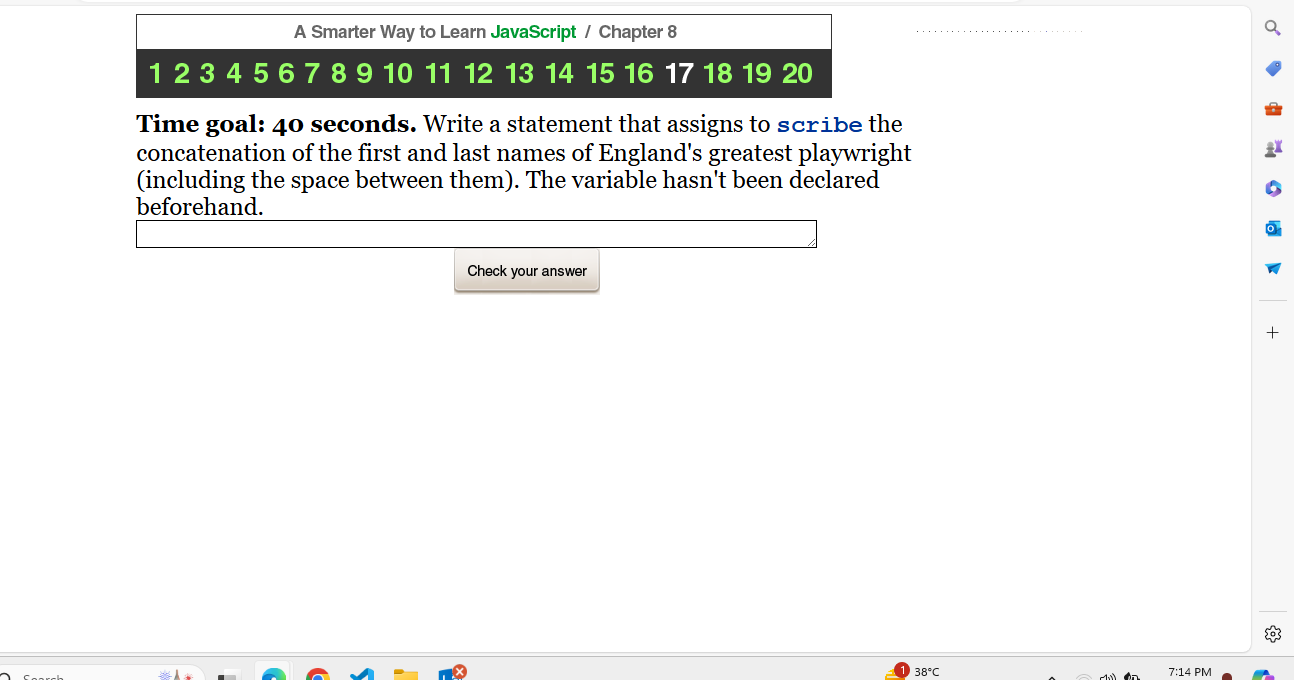 A Smarter Way to Learn JavaScript / Chapter 8
1 2 3 4 5 6 7 8 9 10 11 12 13 14 15 16 17 18 19 20
Time goal: 40 seconds. Write a statement that assigns to scribe the
concatenation of the first and last names of England's greatest playwright
(including the space between them). The variable hasn't been declared
beforehand.
Check your answer
Search
1
38°C
7:14 PM